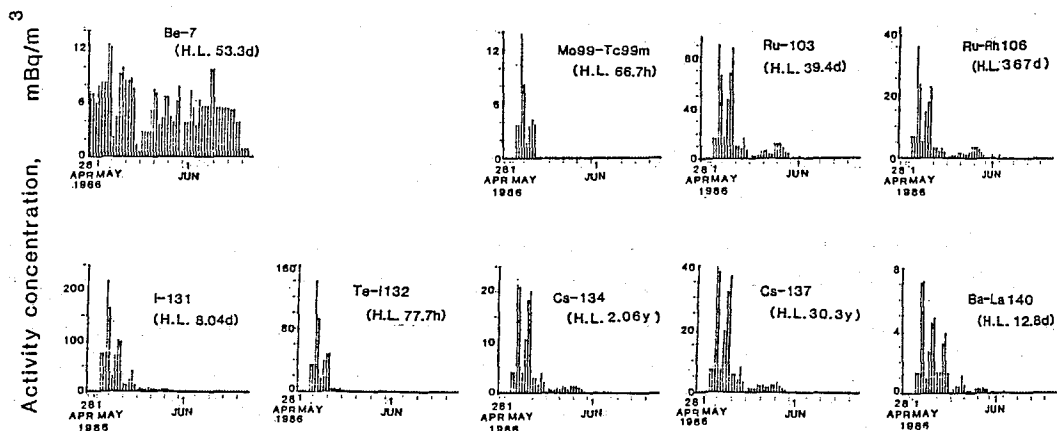 Activity concentration, mBq/m³
Be-7
(H.L. 53.3d)
12
6
0
28 1
APR MAY JUN
1986
Mo99-Tc99m
(H.L. 66.7h)
12
6
0
28 1
APR MAY JUN
1986
Ru-103
(H.L. 39.4d)
80
40
0
28 1
APR MAY JUN
1986
Ru-Rh106
(H.L. 367d)
40
20
0
28 1
APR MAY JUN
1986
I-131
(H.L. 8.04d)
200
100
0
28 1
APR MAY JUN
1986
Te-I132
(H.L. 77.7h)
160
80
0
28 1
APR MAY JUN
1986
Cs-134
(H.L. 2.06y)
20
10
0
28 1
APR MAY JUN
1986
Cs-137
(H.L. 30.3y)
40
20
0
28 1
APR MAY JUN
1986
Ba-La140
(H.L. 12.8d)
8
4
0
28 1
APR MAY JUN
1986